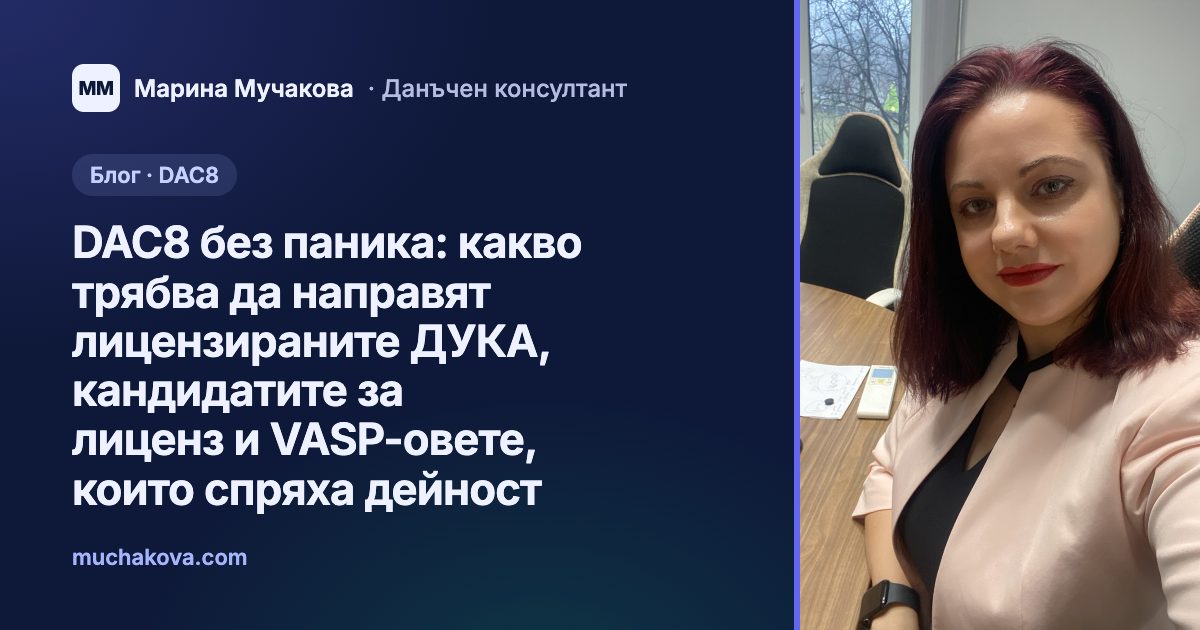 MM Марина Мучакова · Данъчен консултант
Блог · DAC8
DAC8 без паника: какво
трябва да направят
лицензираните ДУКА,
кандидатите за
лиценз и VASP-овете,
които спряха дейност
muchakova.com